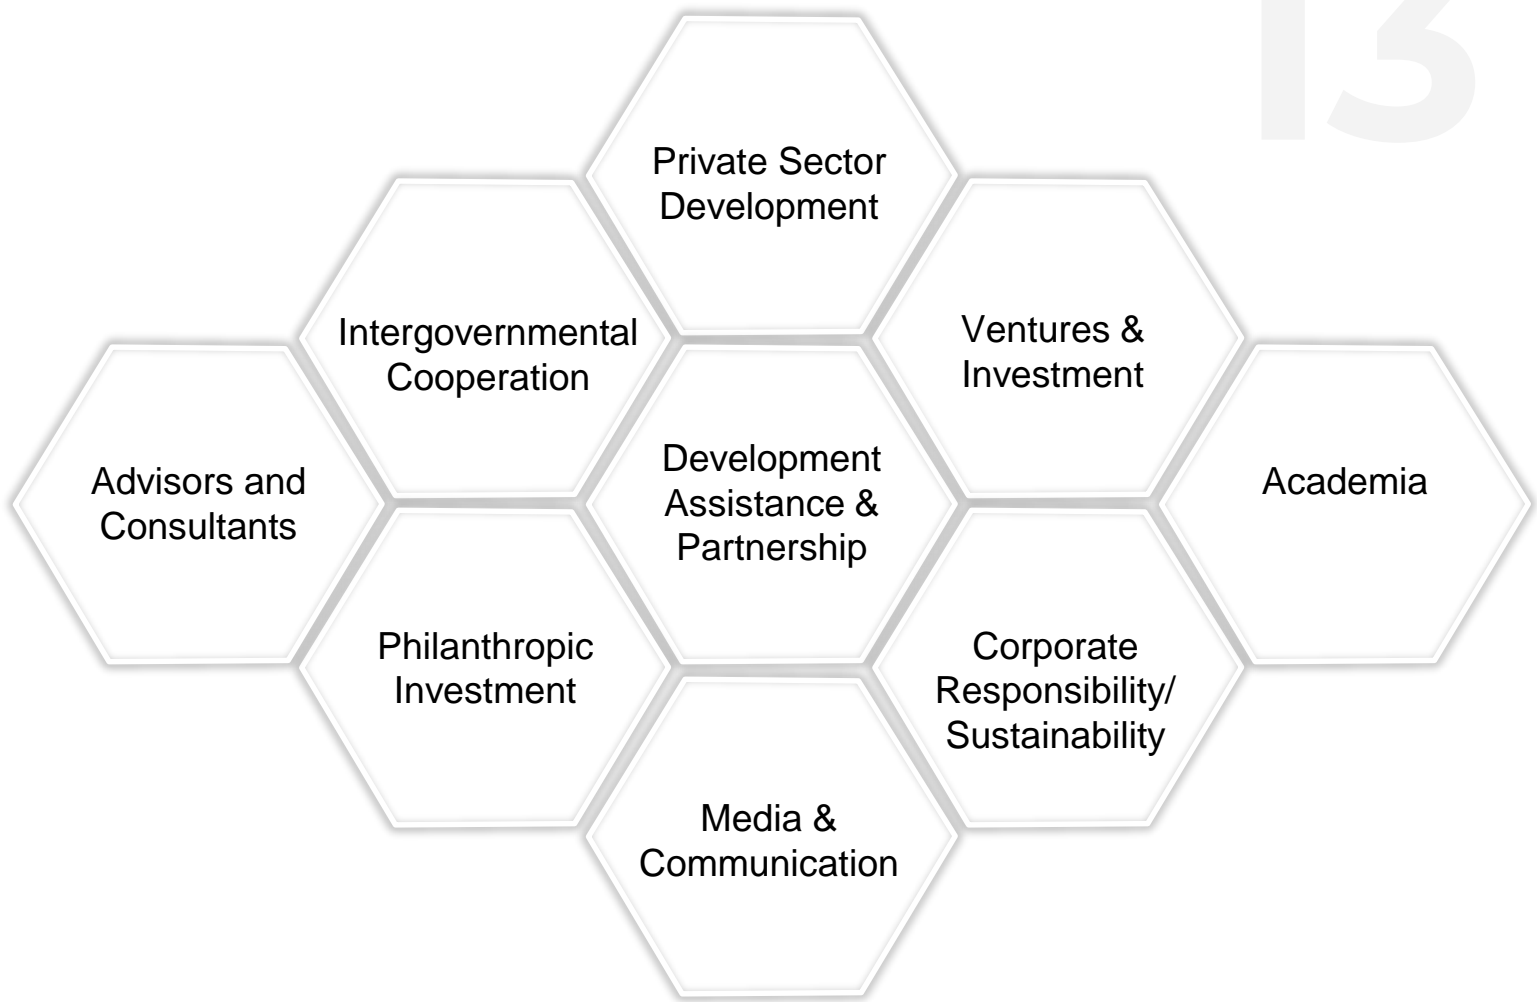 13
Private Sector
Development
Intergovernmental
Cooperation
Ventures &
Investment
Advisors and
Consultants
Development
Assistance &
Partnership
Academia
Philanthropic
Investment
Corporate
Responsibility/
Sustainability
Media &
Communication